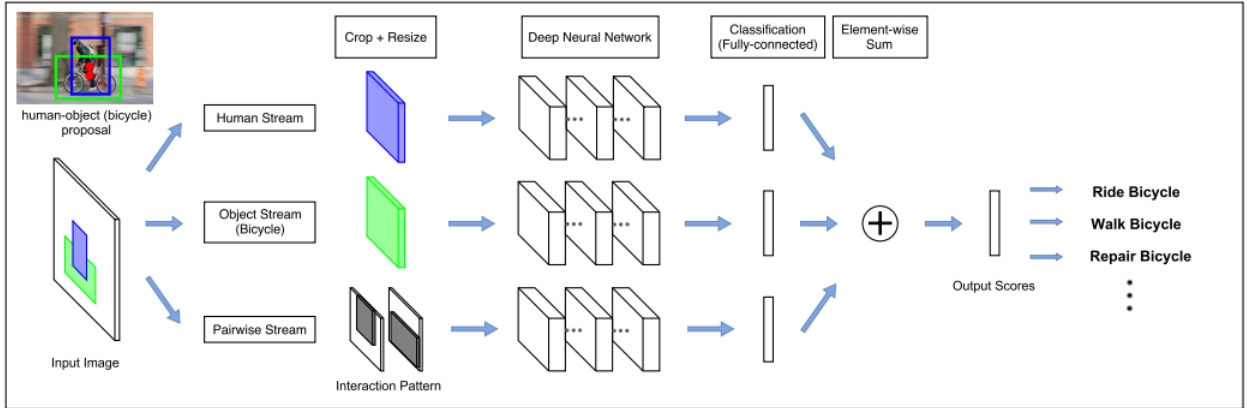 Crop + Resize
Deep Neural Network
Classification
(Fully-connected)
Element-wise
Sum
human-object (bicycle)
proposal
Human Stream
Object Stream
(Bicycle)
Pairwise Stream
Input Image
Interaction Pattern
Output Scores
Ride Bicycle
Walk Bicycle
Repair Bicycle